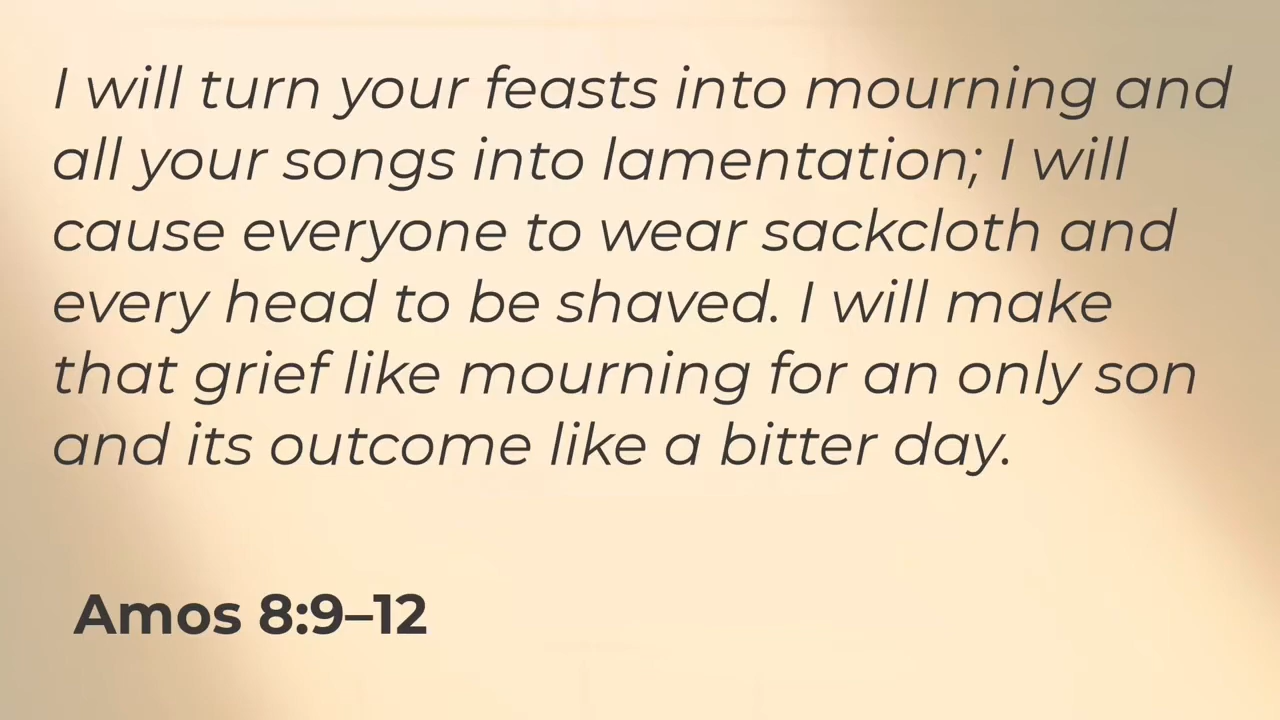 I will turn your feasts into mourning and
all your songs into lamentation; I will
cause everyone to wear sackcloth and
every head to be shaved. I will make
that grief like mourning for an only son
and its outcome like a bitter day.
Amos 8:9–12